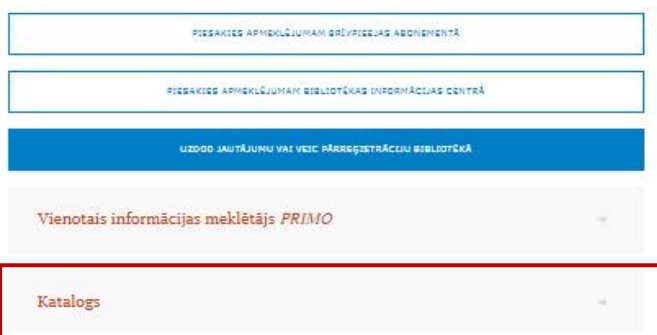 PIESAKIES APMEKLĒJUMAM BRĪVPIEEJAS ABONEMENTĀ
PIESAKIES APMEKLĒJUMAM BIBLIOTĒKAS INFORMĀCIJAS CENTRĀ
UZDOD JAUTĀJUMU VAI VEIC PĀRREĢISTRĀCIJU BIBLIOTĒKĀ
Vienotais informācijas meklētājs PRIMO
Katalogs